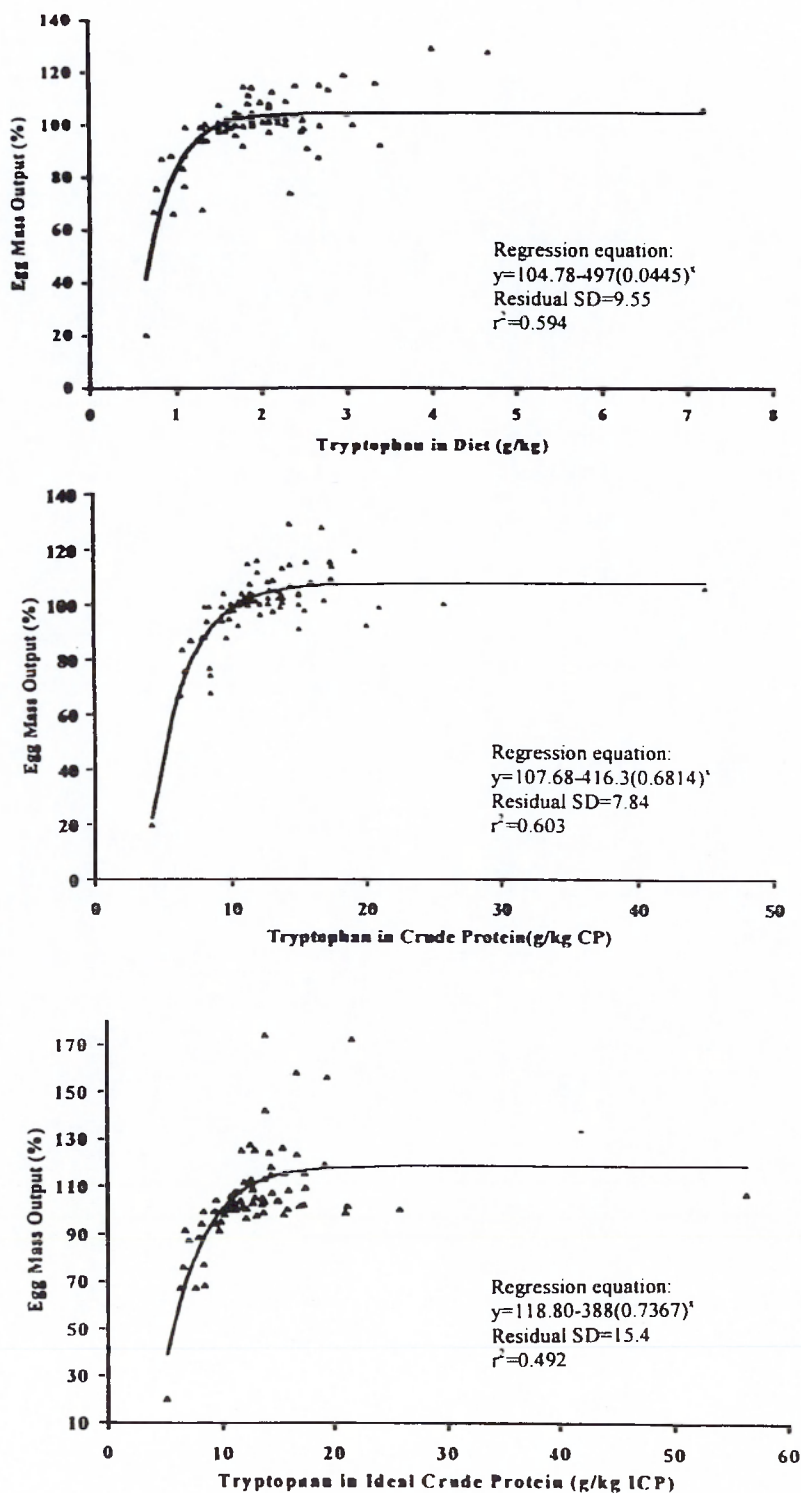 140
120
100
80
60
40
20
0
Egg Mass Output (%)
Regression equation:
y=104.78-497(0.0445)ˣ
Residual SD=9.55
r²=0.594
0 1 2 3 4 5 6 7 8
Tryptophan in Diet (g/kg)
140
120
100
80
60
40
20
0
Egg Mass Output (%)
Regression equation:
y=107.68-416.3(0.6814)ˣ
Residual SD=7.84
r²=0.603
0 10 20 30 40 50
Tryptophan in Crude Protein(g/kg CP)
170
150
130
110
90
70
50
30
10
Egg Mass Output (%)
Regression equation:
y=118.80-388(0.7367)ˣ
Residual SD=15.4
r²=0.492
0 10 20 30 40 50 60
Tryptophan in Ideal Crude Protein (g/kg ICP)